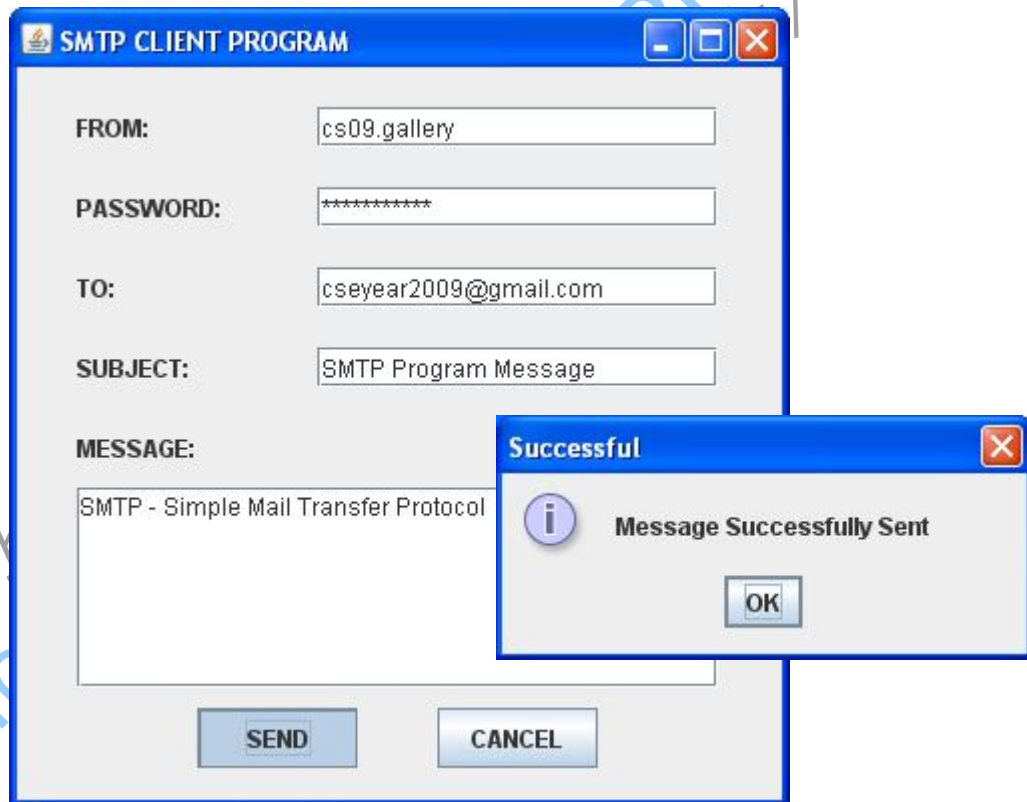 SMTP CLIENT PROGRAM
FROM:
cs09.gallery
PASSWORD:
***********
TO:
cseyear2009@gmail.com
SUBJECT:
SMTP Program Message
MESSAGE:
SMTP - Simple Mail Transfer Protocol
SEND
CANCEL
Successful
Message Successfully Sent
OK